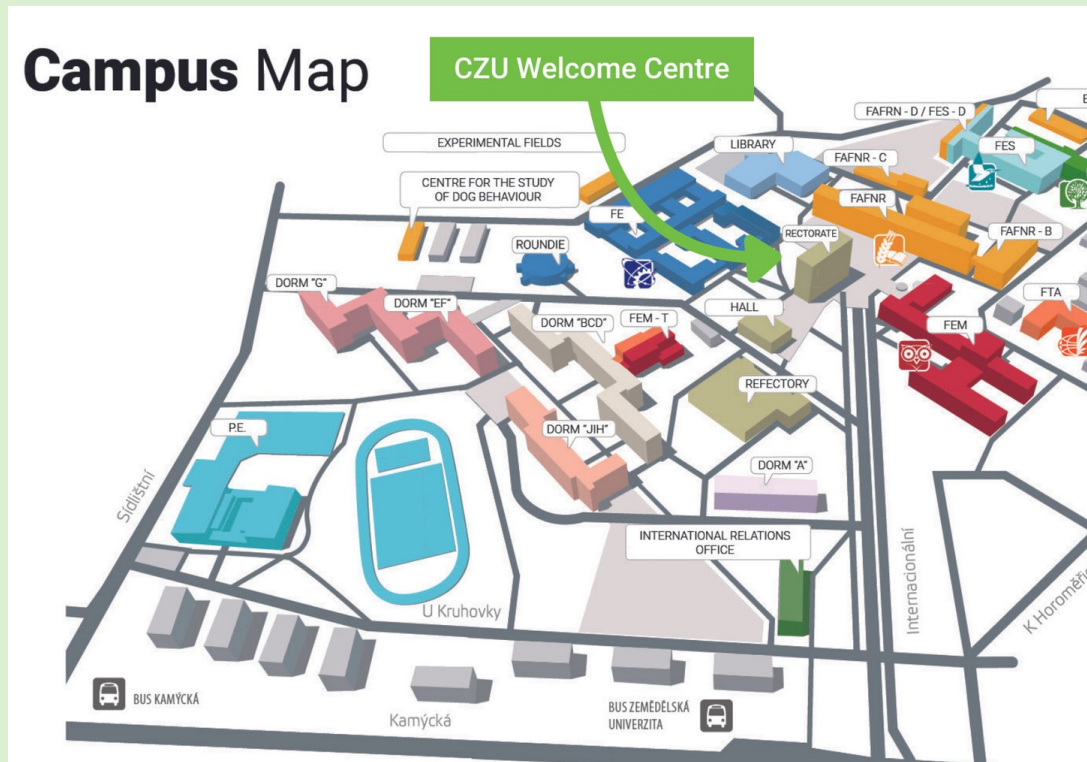 Campus Map
CZU Welcome Centre
EXPERIMENTAL FIELDS
CENTRE FOR THE STUDY
OF DOG BEHAVIOUR
LIBRARY
FAFRN - D / FES - D
FES
FAFNR - C
FAFNR
FAFNR - B
FE
ROUNDIE
RECTORATE
DORM "G"
DORM "EF"
DORM "BCD"
FEM - T
HALL
FEM
FTA
REFECTORY
P.E.
DORM "JIH"
DORM "A"
INTERNATIONAL RELATIONS
OFFICE
Sídlištní
U Kruhovky
Internacionální
K Horoměřic
BUS KAMÝCKÁ
Kamýcká
BUS ZEMĚDĚLSKÁ
UNIVERZITA